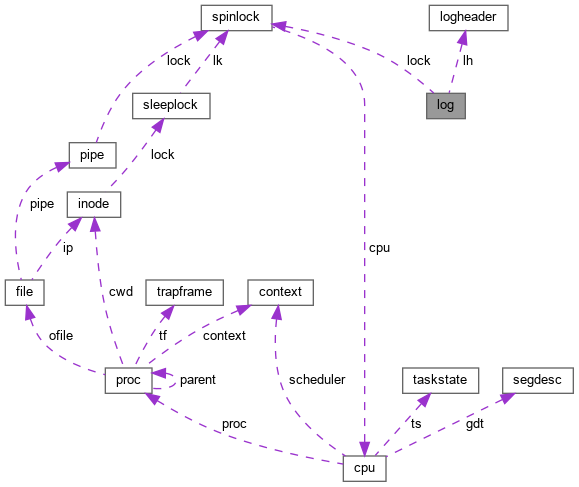 spinlock
logheader
lock
lk
lock
lh
sleeplock
log
pipe
lock
inode
pipe
ip
cpu
file
cwd
trapframe
context
ofile
tf
context
proc
parent
scheduler
taskstate
segdesc
proc
ts
gdt
cpu